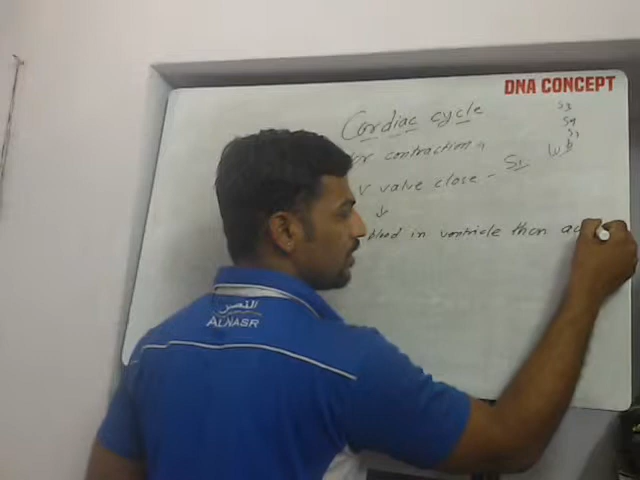 DNA CONCEPT
Cardiac cycle
S3
S4
contraction
V valve close - S1
↓
blood in ventricle than
النصر
ALNASR